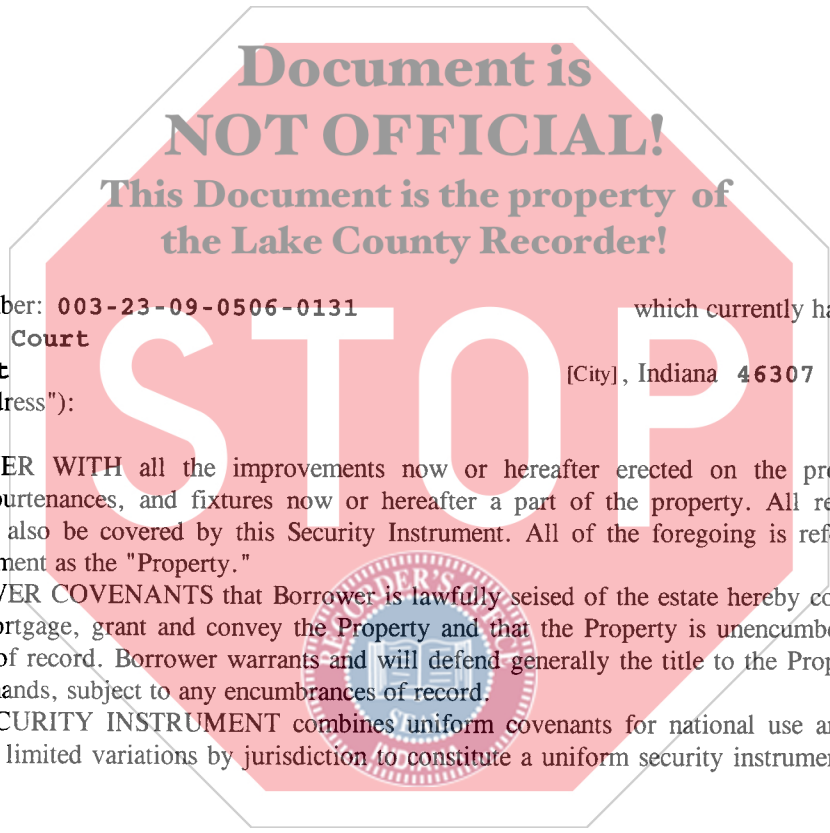 Document is
NOT OFFICIAL!
This Document is the property of
the Lake County Recorder!
ber: 003-23-09-0506-0131 which currently ha
Court
t [City], Indiana 46307
dress"):
STOP
ER WITH all the improvements now or hereafter erected on the pr
purtenances, and fixtures now or hereafter a part of the property. All re
also be covered by this Security Instrument. All of the foregoing is ref
ment as the "Property."
VER COVENANTS that Borrower is lawfully seised of the estate hereby co
ortgage, grant and convey the Property and that the Property is unencumbe
of record. Borrower warrants and will defend generally the title to the Prop
ands, subject to any encumbrances of record.
CURITY INSTRUMENT combines uniform covenants for national use a
limited variations by jurisdiction to constitute a uniform security instrumen
RECORDER'S
SEAL
INDIANA